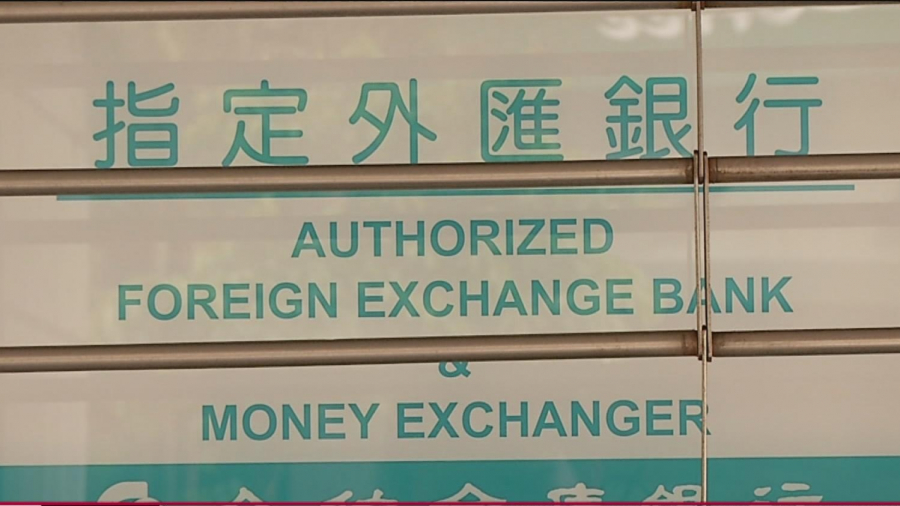 指定外匯銀行
AUTHORIZED
FOREIGN EXCHANGE BANK
&
MONEY EXCHANGER